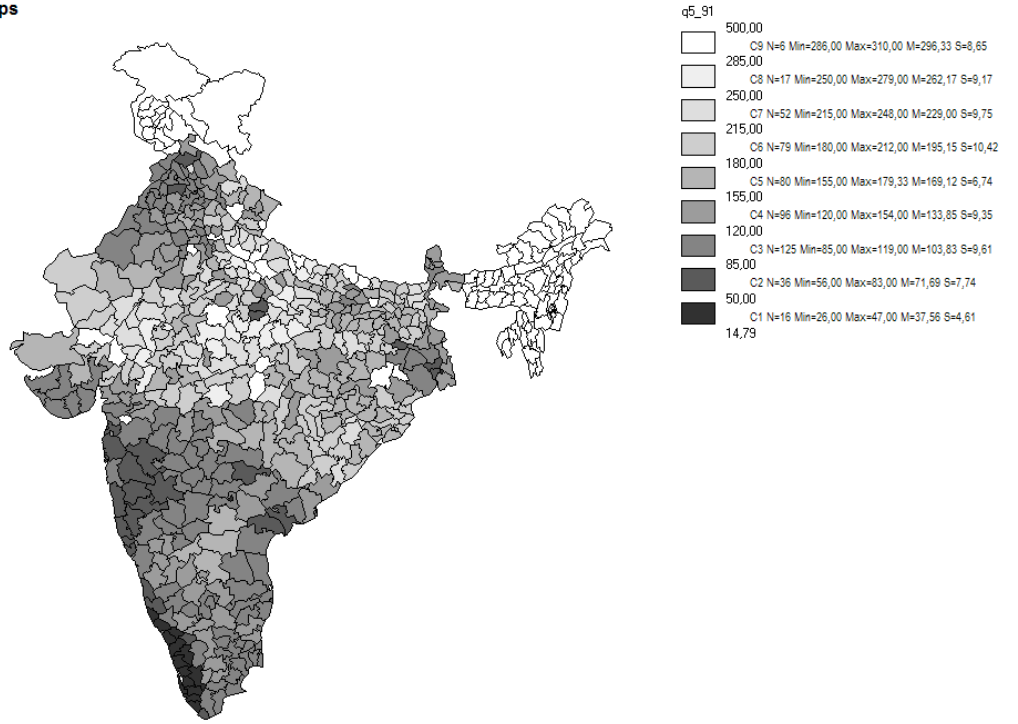 ps
q5_91
500,00
C9 N=6 Min=286,00 Max=310,00 M=296,33 S=8,65
285,00
C8 N=17 Min=250,00 Max=279,00 M=262,17 S=9,17
250,00
C7 N=52 Min=215,00 Max=248,00 M=229,00 S=9,75
215,00
C6 N=79 Min=180,00 Max=212,00 M=195,15 S=10,42
180,00
C5 N=80 Min=155,00 Max=179,33 M=169,12 S=6,74
155,00
C4 N=96 Min=120,00 Max=154,00 M=133,85 S=9,35
120,00
C3 N=125 Min=85,00 Max=119,00 M=103,83 S=9,61
85,00
C2 N=36 Min=56,00 Max=83,00 M=71,69 S=7,74
50,00
C1 N=16 Min=26,00 Max=47,00 M=37,56 S=4,61
14,79